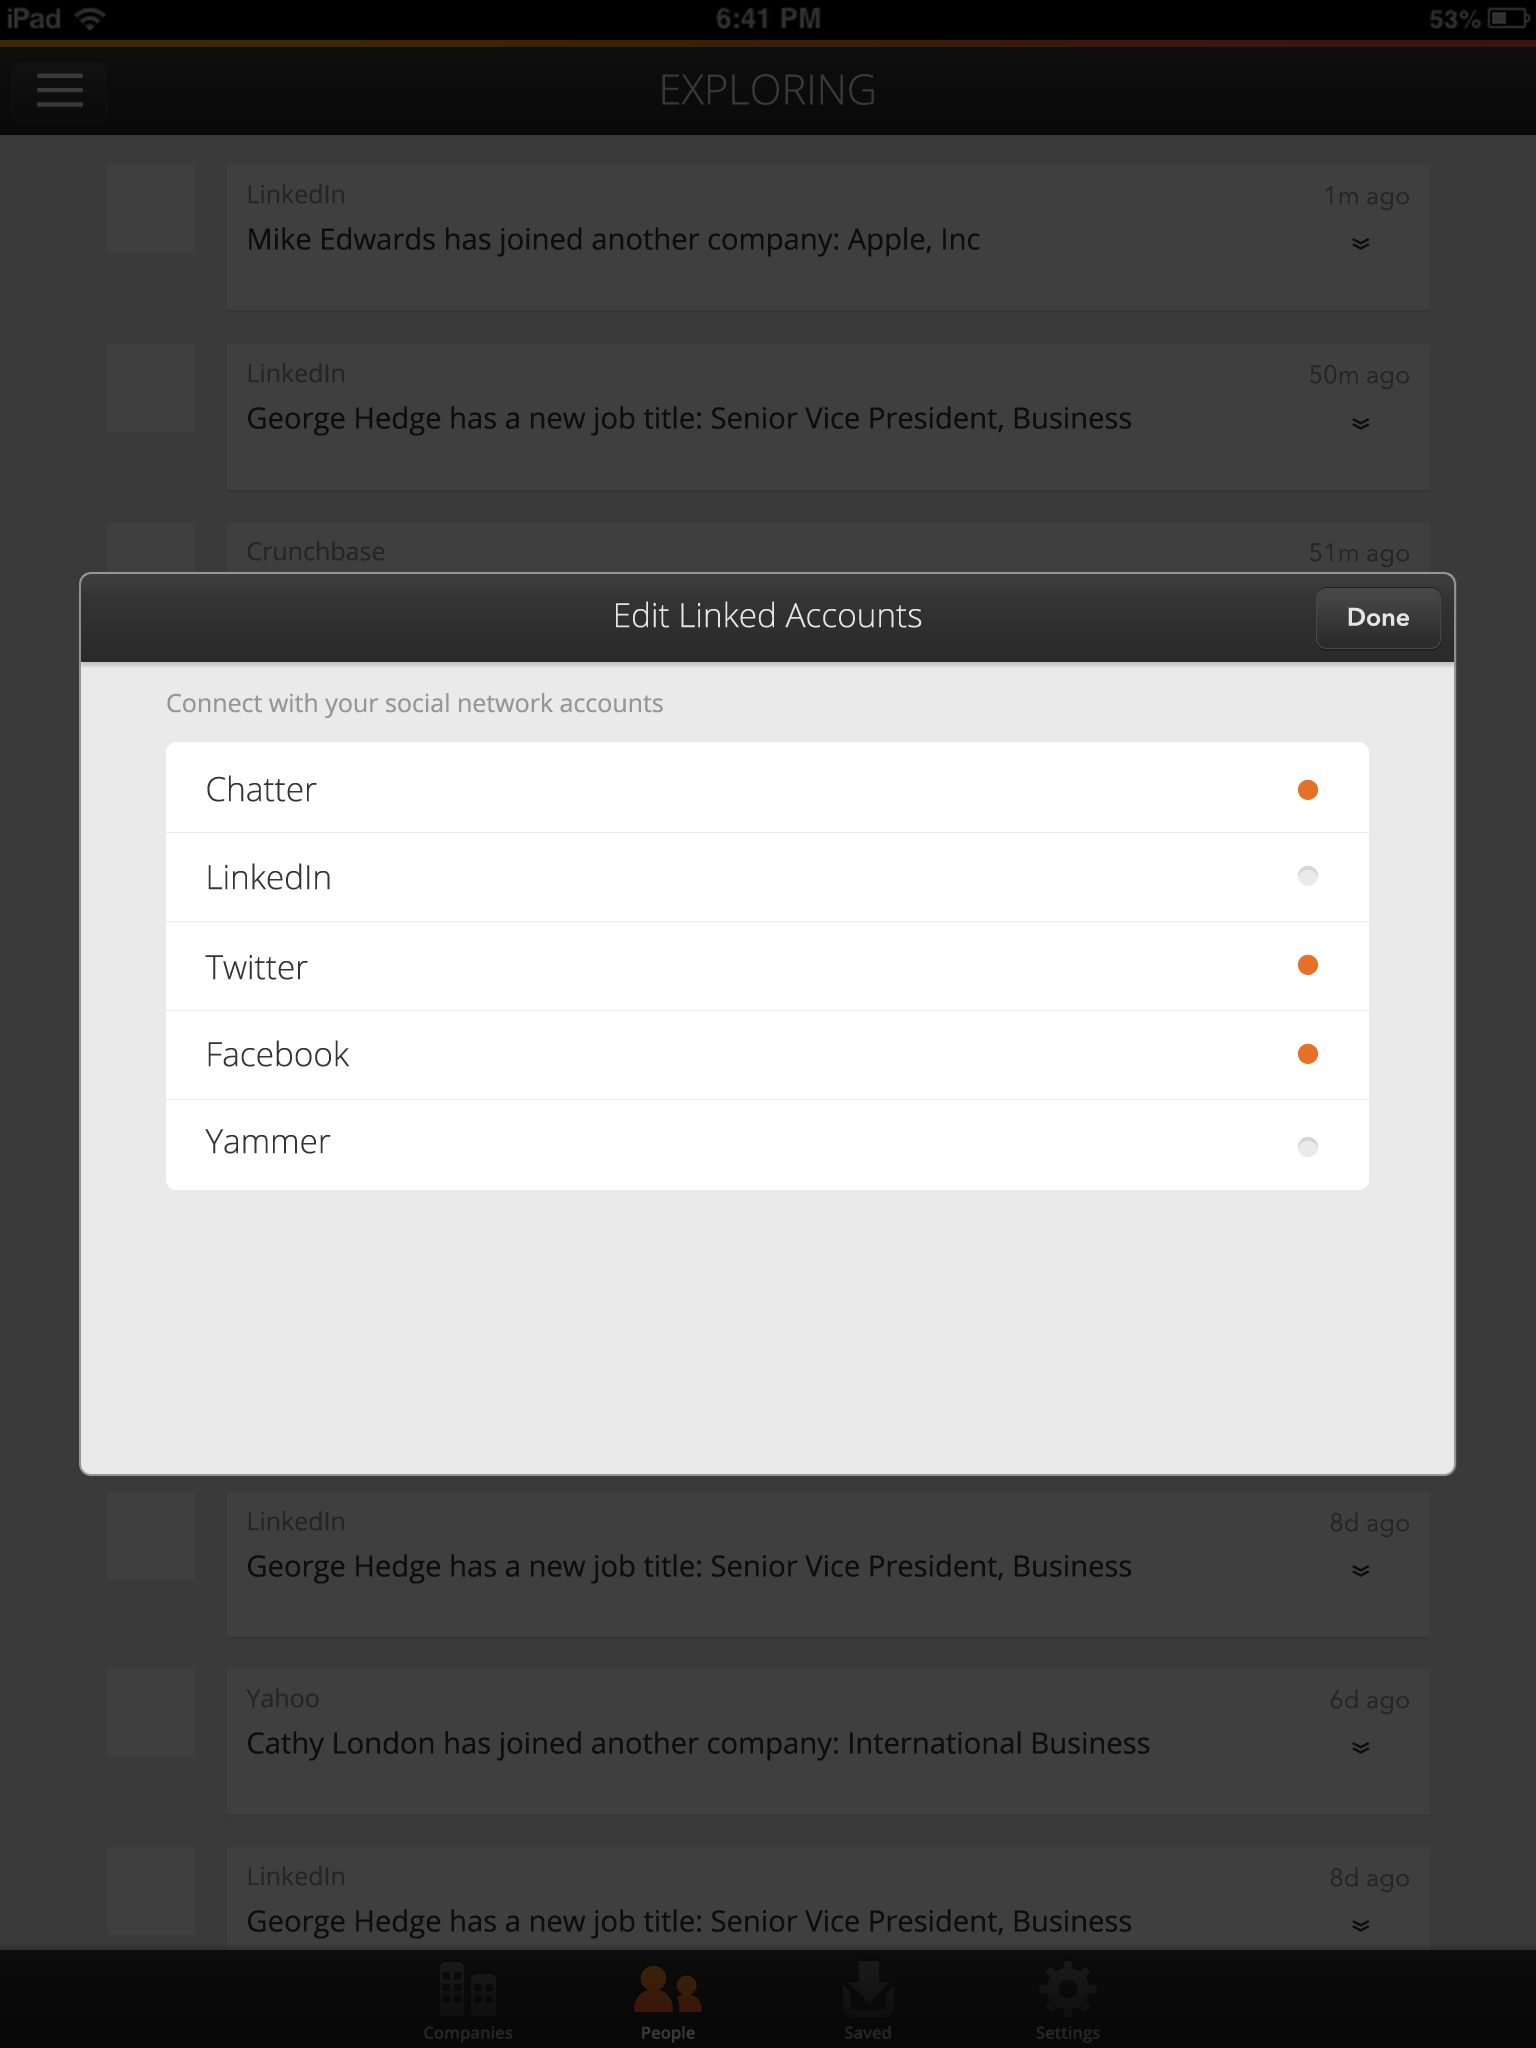 iPad
6:41 PM
53%
EXPLORING
LinkedIn
1m ago
Mike Edwards has joined another company: Apple, Inc
LinkedIn
50m ago
George Hedge has a new job title: Senior Vice President, Business
Crunchbase
51m ago
Edit Linked Accounts
Done
Connect with your social network accounts
Chatter
LinkedIn
Twitter
Facebook
Yammer
LinkedIn
8d ago
George Hedge has a new job title: Senior Vice President, Business
Yahoo
6d ago
Cathy London has joined another company: International Business
LinkedIn
8d ago
George Hedge has a new job title: Senior Vice President, Business
Companies
People
Saved
Settings